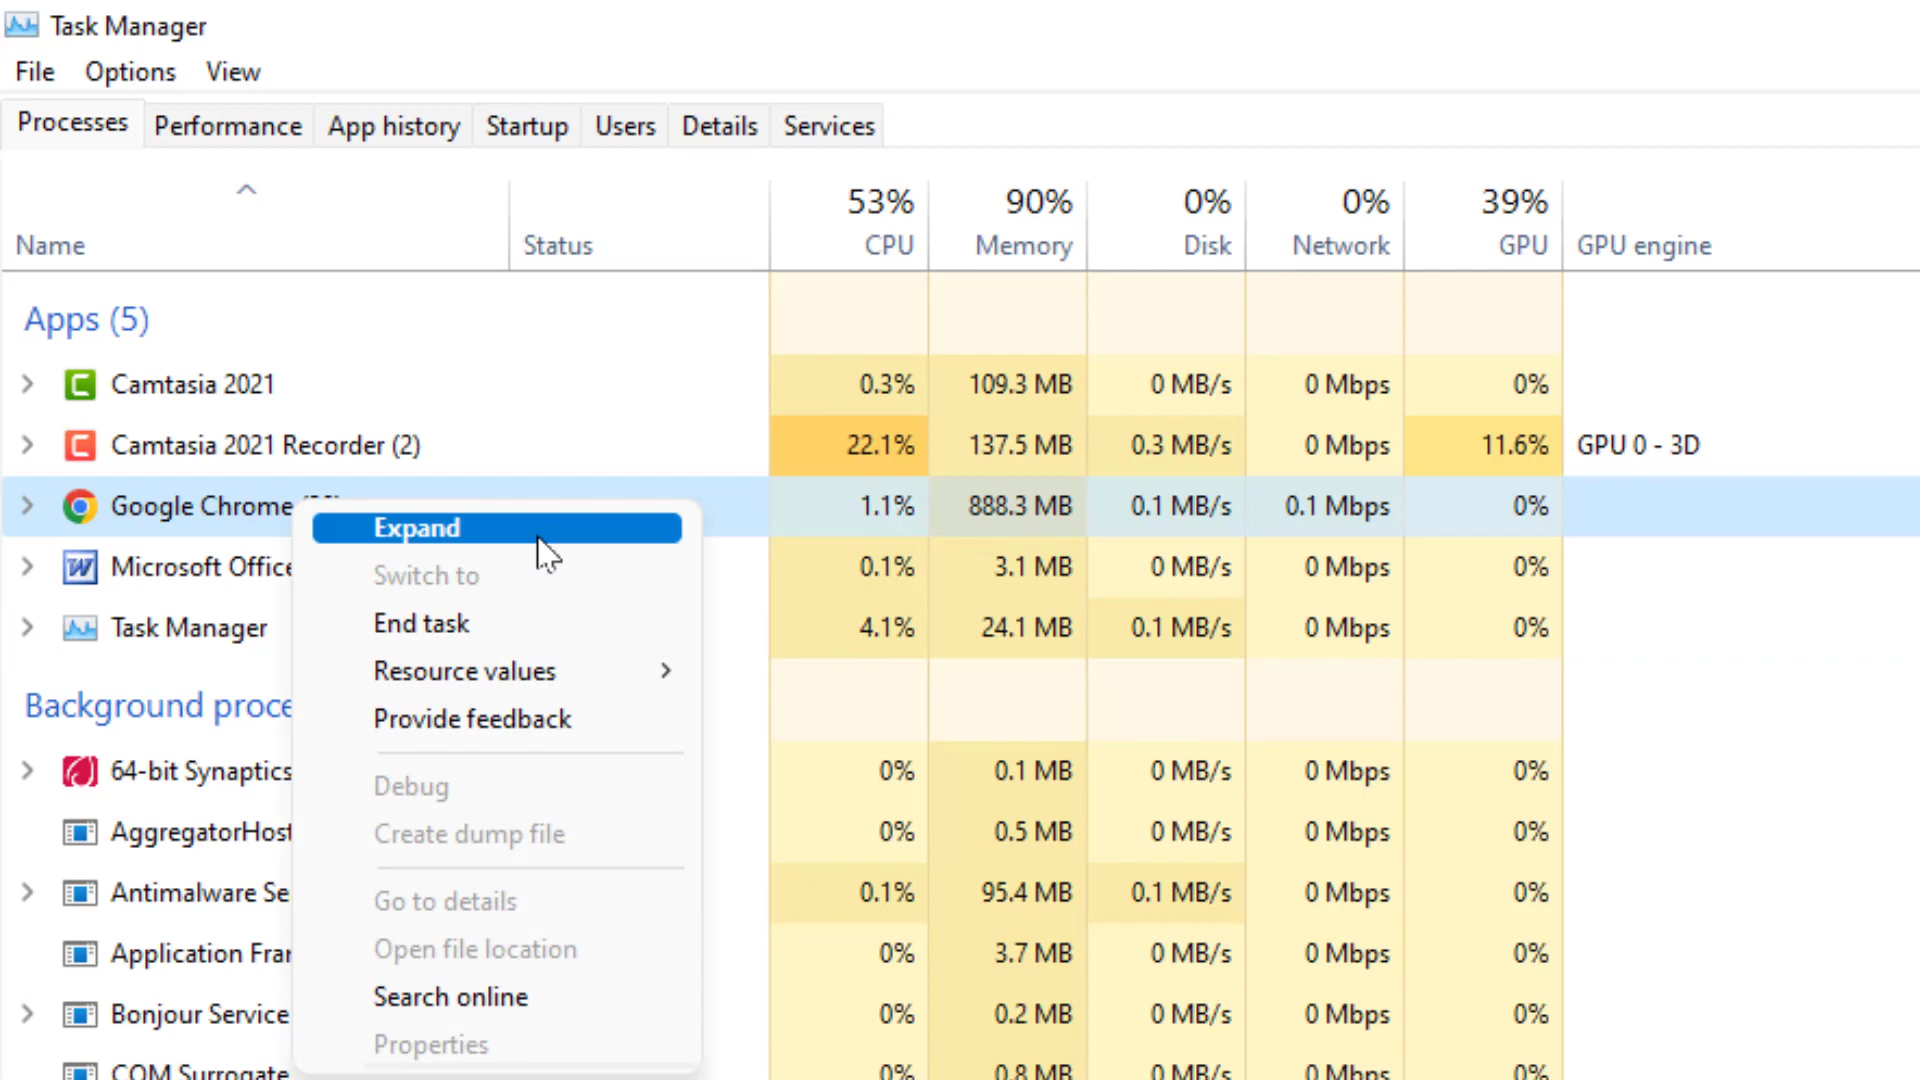 Task Manager
File Options View
Processes Performance App history Startup Users Details Services
53% 90% 0% 0% 39%
Name Status CPU Memory Disk Network GPU GPU engine
Apps (5)
Camtasia 2021 0.3% 109.3 MB 0 MB/s 0 Mbps 0%
Camtasia 2021 Recorder (2) 22.1% 137.5 MB 0.3 MB/s 0 Mbps 11.6% GPU 0 - 3D
Google Chrome 1.1% 888.3 MB 0.1 MB/s 0.1 Mbps 0%
Expand
Microsoft Office 0.1% 3.1 MB 0 MB/s 0 Mbps 0%
Switch to
Task Manager 4.1% 24.1 MB 0.1 MB/s 0 Mbps 0%
End task
Resource values
Background proce
Provide feedback
64-bit Synaptics 0% 0.1 MB 0 MB/s 0 Mbps 0%
Debug
AggregatorHost 0% 0.5 MB 0 MB/s 0 Mbps 0%
Create dump file
Antimalware Se 0.1% 95.4 MB 0.1 MB/s 0 Mbps 0%
Go to details
Application Fra 0% 3.7 MB 0 MB/s 0 Mbps 0%
Open file location
Search online
Bonjour Service 0% 0.2 MB 0 MB/s 0 Mbps 0%
Properties
COM Surrogate 0% 0.8 MB 0 MB/s 0 Mbps 0%